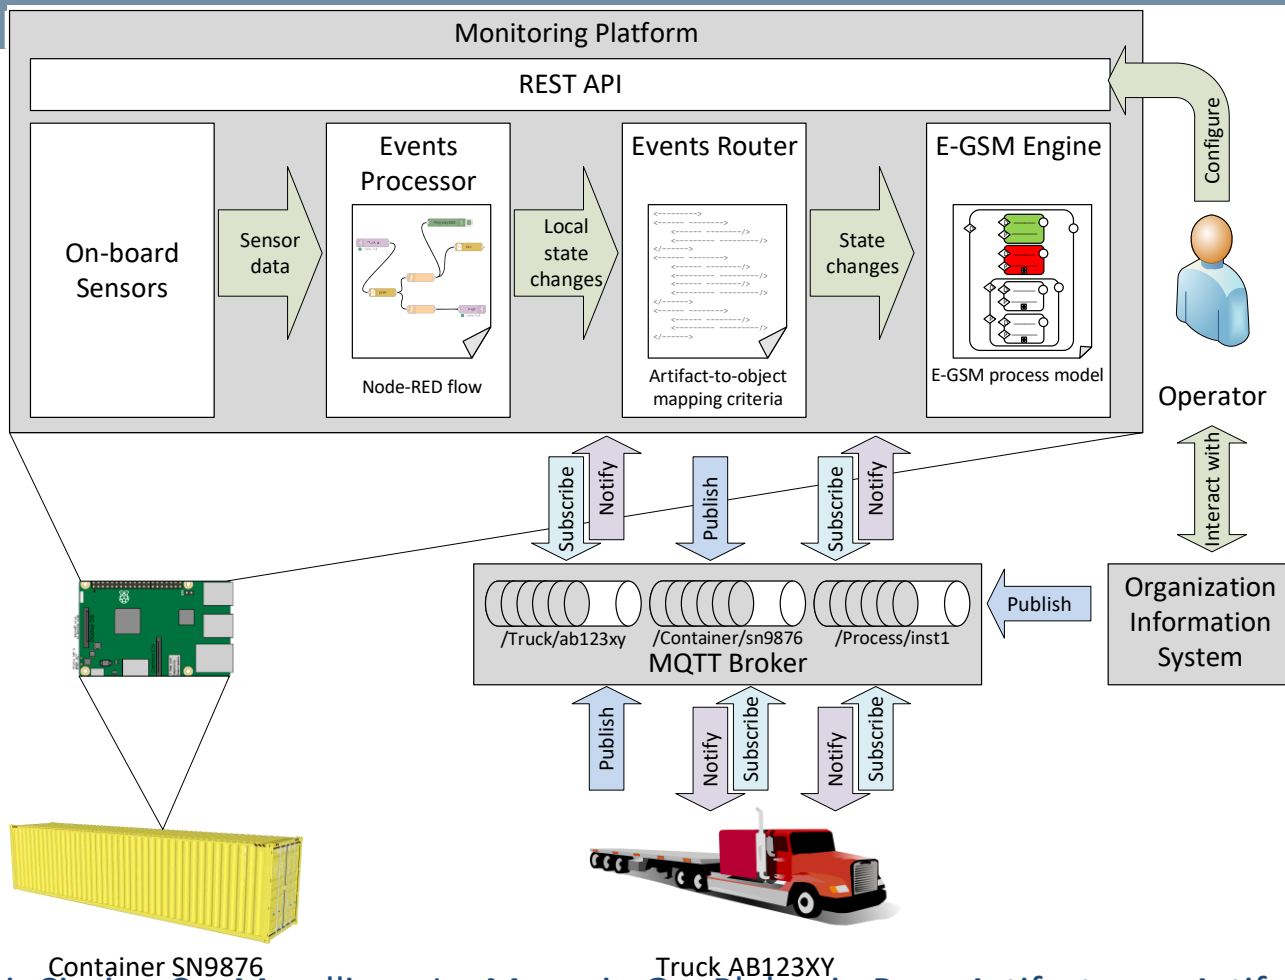 Monitoring Platform
REST API
Configure
On-board
Sensors
Sensor
data
Events
Processor
Node-RED flow
Local
state
changes
Events Router
Artifact-to-object
mapping criteria
State
changes
E-GSM Engine
E-GSM process model
Operator
Interact with
Subscribe
Notify
Publish
Subscribe
Notify
/Truck/ab123xy
/Container/sn9876
/Process/inst1
MQTT Broker
Publish
Organization
Information
System
Publish
Notify
Subscribe
Notify
Subscribe
Container SN9876
Truck AB123XY